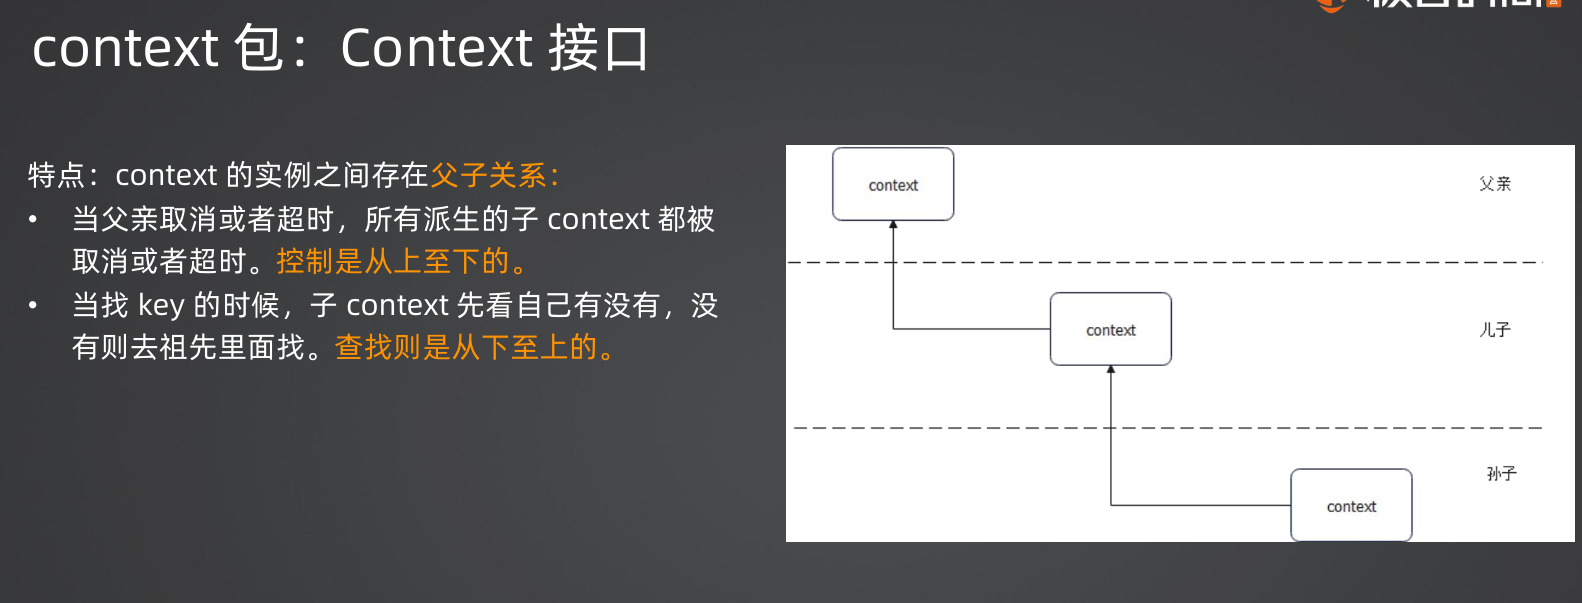 context 包：Context 接口
特点：context 的实例之间存在父子关系：
• 当父亲取消或者超时，所有派生的子 context 都被
取消或者超时。控制是从上至下的。
• 当找 key 的时候，子 context 先看自己有没有，没
有则去祖先里面找。查找则是从下至上的。
context
父亲
context
儿子
孙子
context